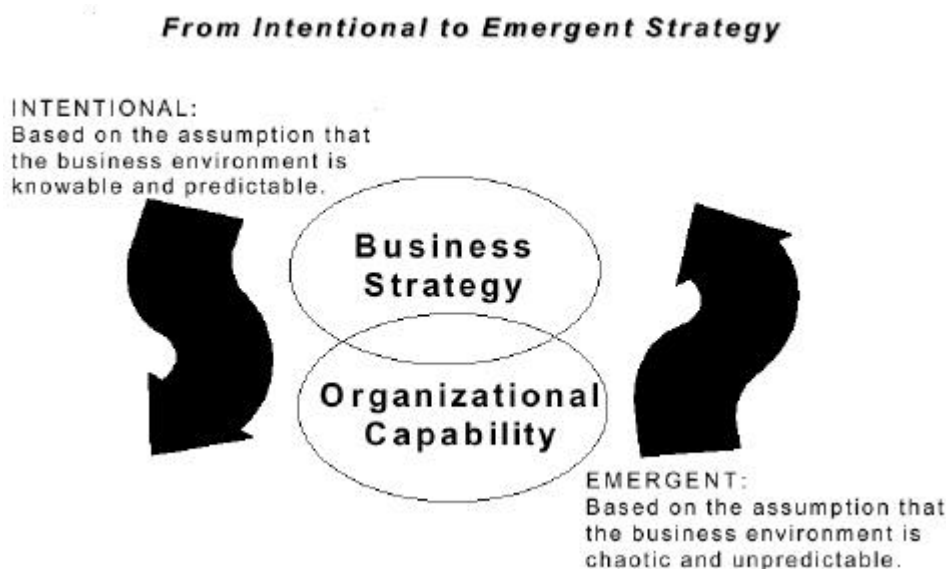 From Intentional to Emergent Strategy
INTENTIONAL:
Based on the assumption that
the business environment is
knowable and predictable.
Business
Strategy
Organizational
Capability
EMERGENT:
Based on the assumption that
the business environment is
chaotic and unpredictable.